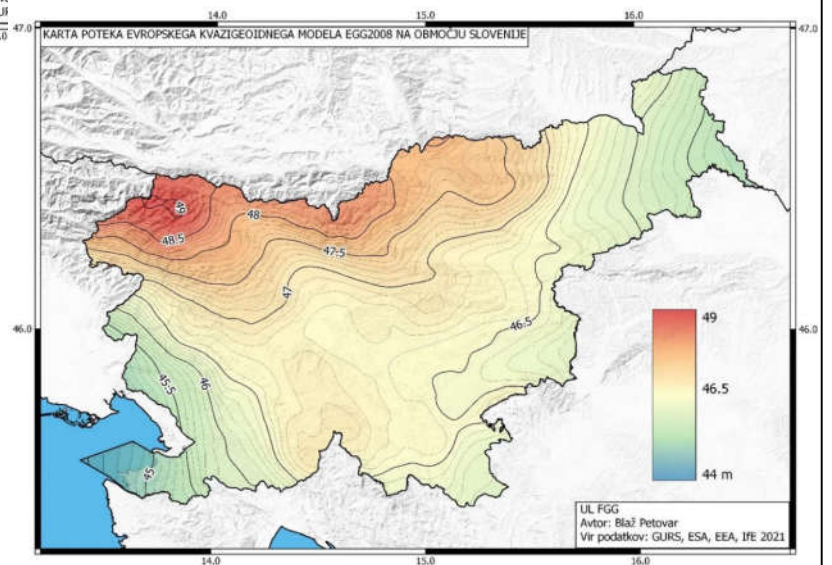 14.0 15.0 16.0
47.0 47.0
KARTA POTEKA EVROPSKEGA KVAZIGEOIDNEGA MODELA EGG2008 NA OBMOČJU SLOVENIJE
49
48
48.5
47.5
47
46.0 46.0
46.5
45.5
46
45
49
46.5
44 m
UL FGG
Avtor: Blaž Petovar
Vir podatkov: GURS, ESA, EEA, IfE 2021
14.0 15.0 16.0